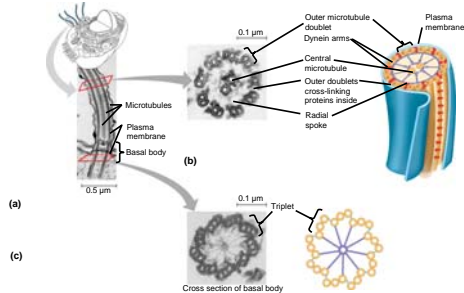 0.1 µm
Outer microtubule
doublet
Dynein arms
Central
microtubule
Outer doublets
cross-linking
proteins inside
Radial
spoke
Plasma
membrane
Microtubules
Plasma
membrane
Basal body
(b)
0.5 µm
(a)
0.1 µm
Triplet
(c)
Cross section of basal body